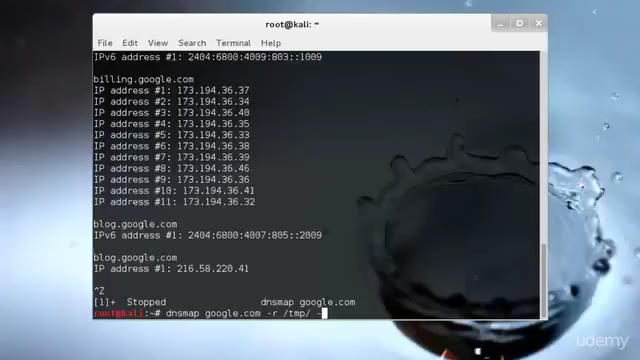 root@kali: ~
File Edit View Search Terminal Help
IPv6 address #1: 2404:6800:4009:803::1009
billing.google.com
IP address #1: 173.194.36.37
IP address #2: 173.194.36.34
IP address #3: 173.194.36.40
IP address #4: 173.194.36.35
IP address #5: 173.194.36.33
IP address #6: 173.194.36.38
IP address #7: 173.194.36.39
IP address #8: 173.194.36.46
IP address #9: 173.194.36.36
IP address #10: 173.194.36.41
IP address #11: 173.194.36.32
blog.google.com
IPv6 address #1: 2404:6800:4007:805::2009
blog.google.com
IP address #1: 216.58.220.41
^Z
[1]+ Stopped dnsmap google.com
root@kali:~# dnsmap google.com -r /tmp/ -
udemy